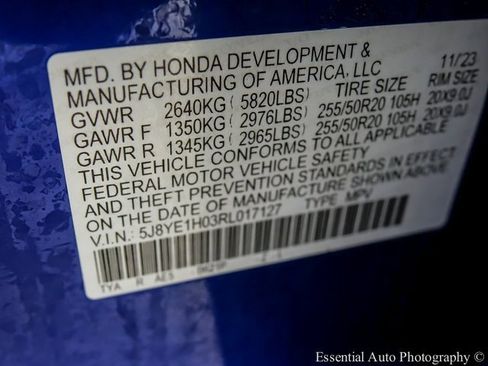 MFD. BY HONDA DEVELOPMENT & 11/23
MANUFACTURING OF AMERICA, LLC
GVWR 2640KG ( 5820LBS) TIRE SIZE RIM SIZE
GAWR F 1350KG ( 2976LBS) 255/50R20 105H 20X9.0J
GAWR R 1345KG ( 2965LBS) 255/50R20 105H 20X9.0J
THIS VEHICLE CONFORMS TO ALL APPLICABLE
FEDERAL MOTOR VEHICLE SAFETY
AND THEFT PREVENTION STANDARDS IN EFFECT
ON THE DATE OF MANUFACTURE SHOWN ABOVE.
V.I.N.: 5J8YE1H03RL017127 TYPE MPV
TYA R AES
Essential Auto Photography ©